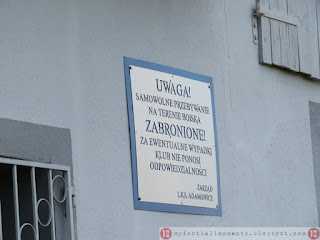 UWAGA!
SAMOWOLNE PRZEBYWANIE
NA TERENIE BOISKA
ZABRONIONE!
ZA EWENTUALNE WYPADKI
KLUB NIE PONOSI
ODPOWIEDZIALNOŚCI
ZARZĄD
L.K.S. ADAMOWICE
myfootballmoments.blogspot.com